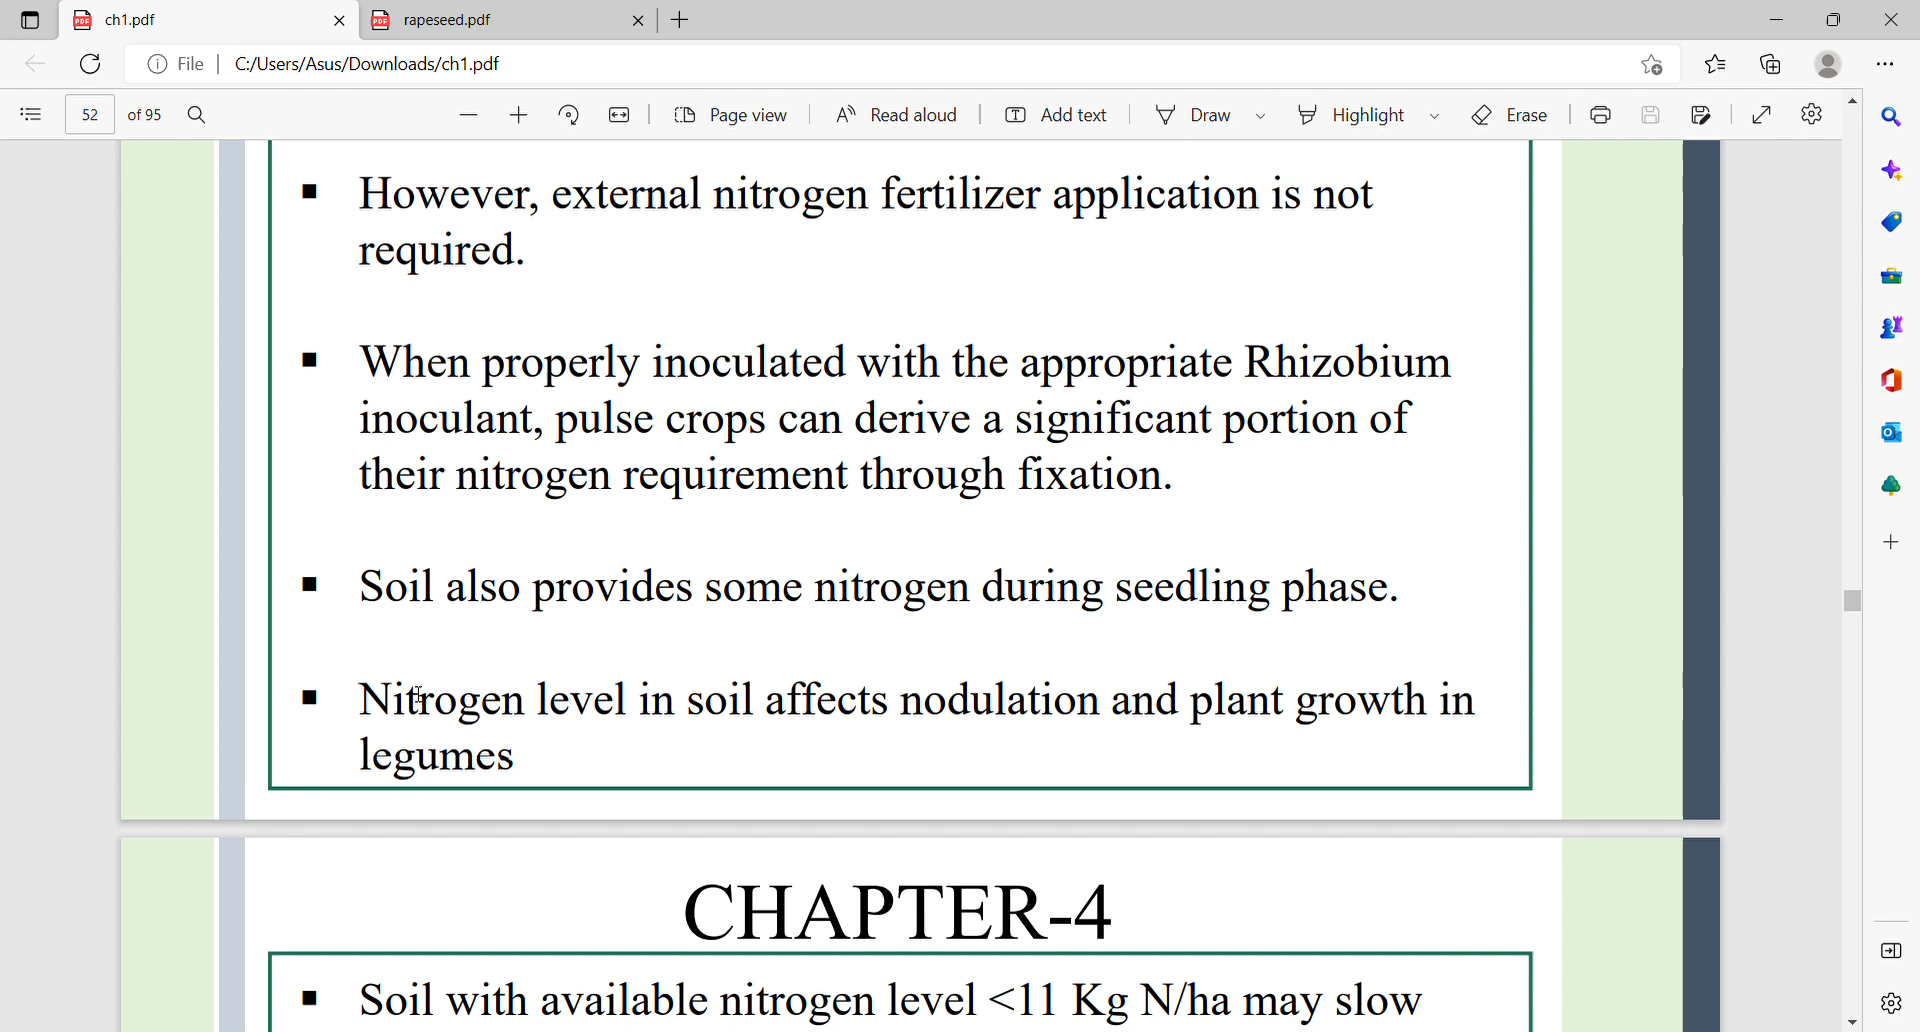 ch1.pdf
rapeseed.pdf
File
C:/Users/Asus/Downloads/ch1.pdf
52 of 95
Page view
Read aloud
Add text
Draw
Highlight
Erase
▪ However, external nitrogen fertilizer application is not
required.
▪ When properly inoculated with the appropriate Rhizobium
inoculant, pulse crops can derive a significant portion of
their nitrogen requirement through fixation.
▪ Soil also provides some nitrogen during seedling phase.
▪ Nitrogen level in soil affects nodulation and plant growth in
legumes
CHAPTER-4
▪ Soil with available nitrogen level <11 Kg N/ha may slow